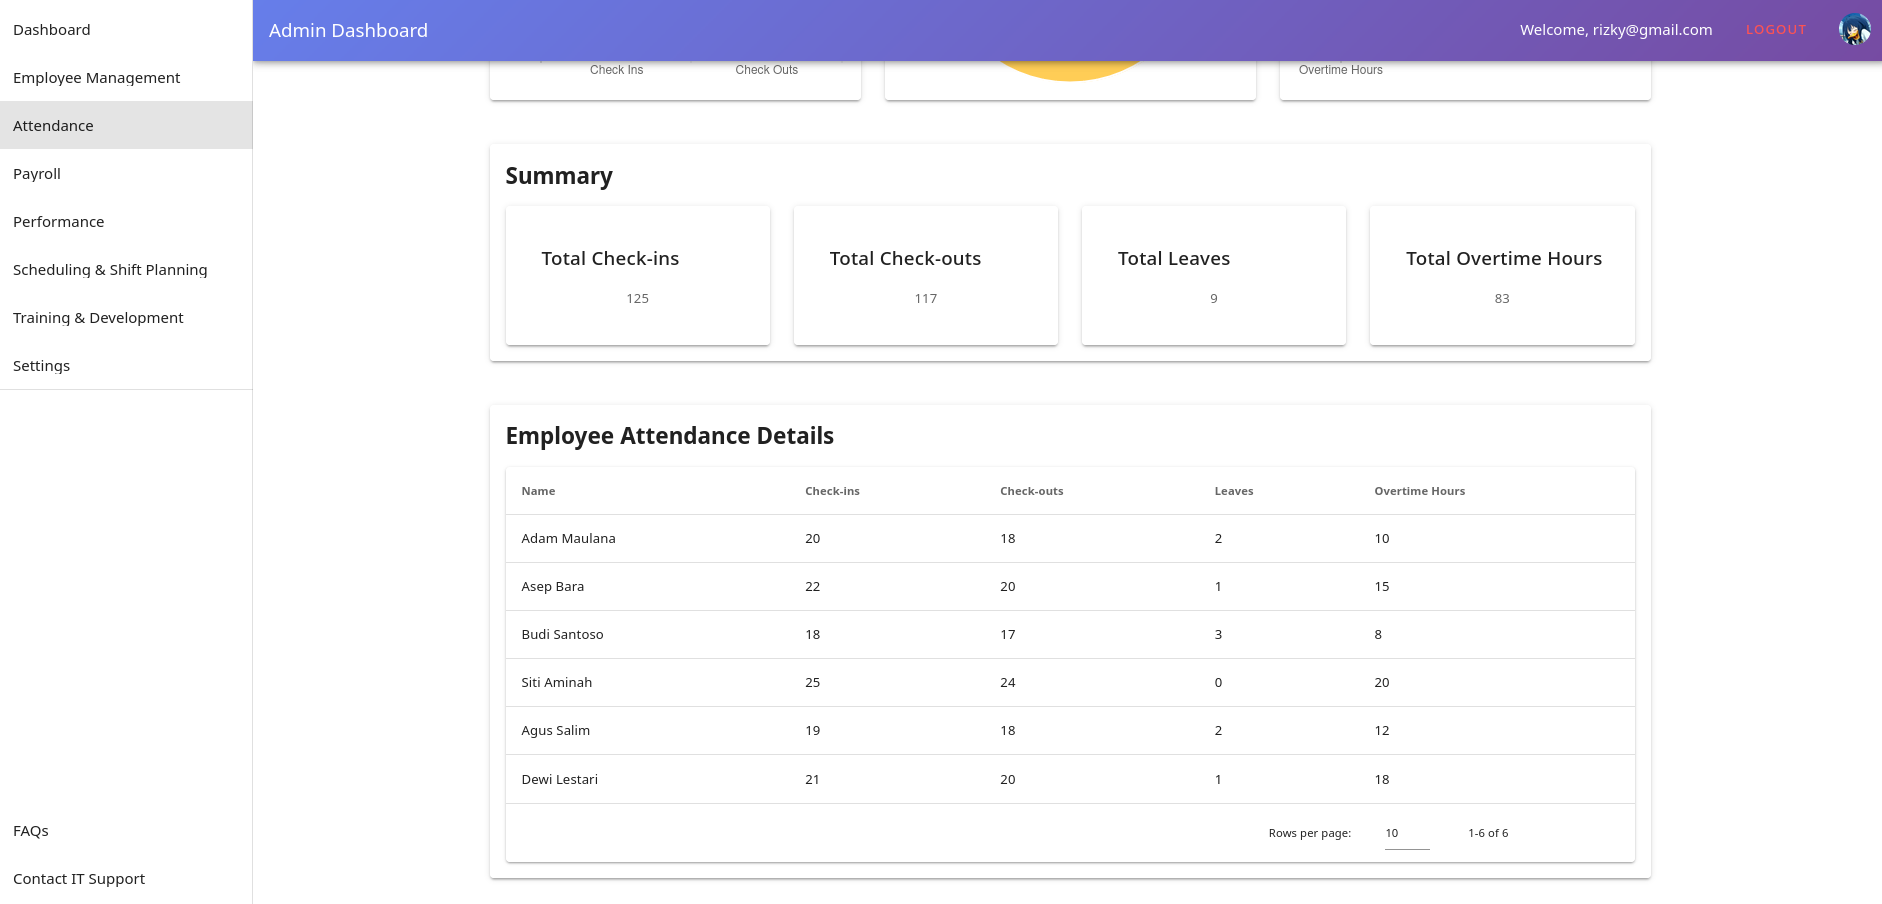 Dashboard
Employee Management
Attendance
Payroll
Performance
Scheduling & Shift Planning
Training & Development
Settings
FAQs
Contact IT Support
Admin Dashboard
Welcome, rizky@gmail.com
LOGOUT
Check Ins
Check Outs
Overtime Hours
Summary
Total Check-ins
125
Total Check-outs
117
Total Leaves
9
Total Overtime Hours
83
Employee Attendance Details
Name Check-ins Check-outs Leaves Overtime Hours
Adam Maulana 20 18 2 10
Asep Bara 22 20 1 15
Budi Santoso 18 17 3 8
Siti Aminah 25 24 0 20
Agus Salim 19 18 2 12
Dewi Lestari 21 20 1 18
Rows per page: 10 1-6 of 6